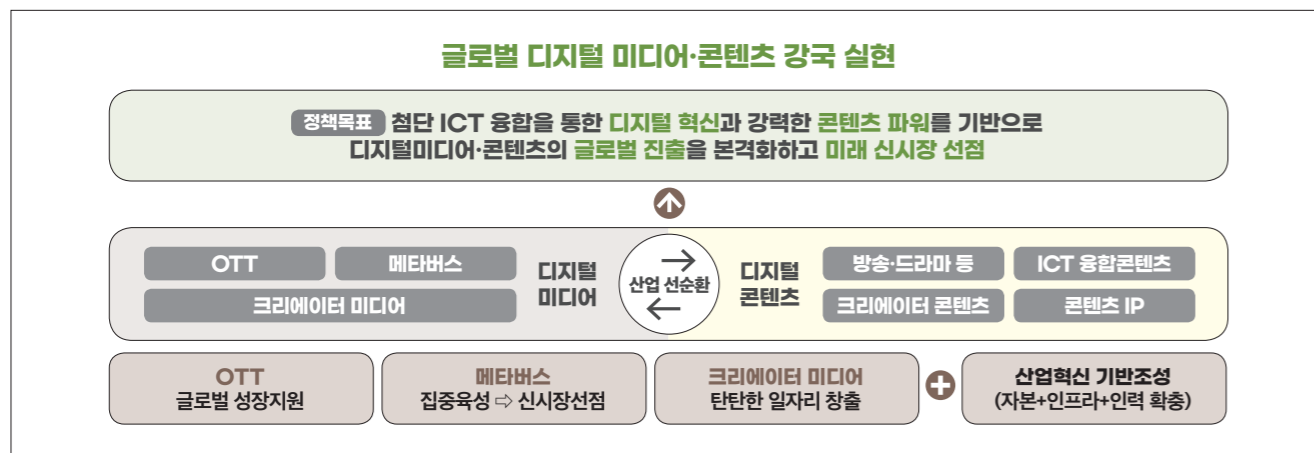 글로벌 디지털 미디어·콘텐츠 강국 실현
정책목표 첨단 ICT 융합을 통한 디지털 혁신과 강력한 콘텐츠 파워를 기반으로
디지털미디어·콘텐츠의 글로벌 진출을 본격화하고 미래 신시장 선점
OTT
메타버스
크리에이터 미디어
디지털
미디어
산업 선순환
디지털
콘텐츠
방송·드라마 등
ICT 융합콘텐츠
크리에이터 콘텐츠
콘텐츠 IP
OTT
글로벌 성장지원
메타버스
집중육성 ⇨ 신시장선점
크리에이터 미디어
탄탄한 일자리 창출
산업혁신 기반조성
(자본+인프라+인력 확충)